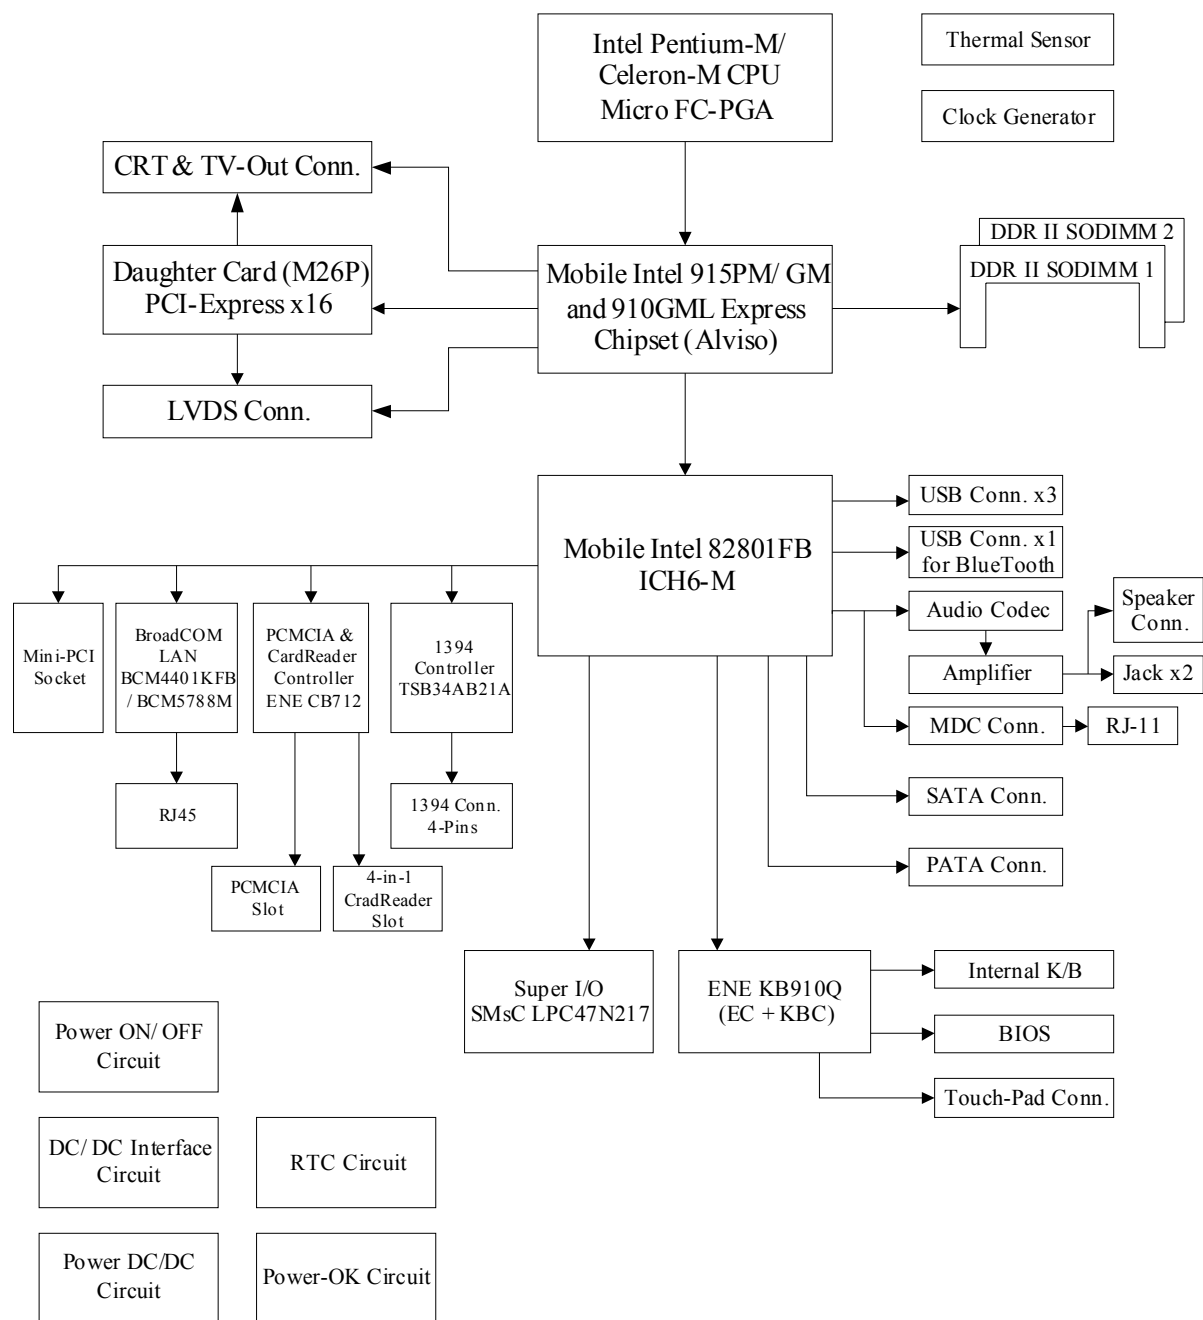 Intel Pentium-M/
Celeron-M CPU
Micro FC-PGA
Thermal Sensor
Clock Generator
CRT & TV-Out Conn.
Daughter Card (M26P)
PCI-Express x16
LVDS Conn.
Mobile Intel 915PM/ GM
and 910GML Express
Chipset (Alviso)
DDR II SODIMM 2
DDR II SODIMM 1
Mobile Intel 82801FB
ICH6-M
USB Conn. x3
USB Conn. x1
for BlueTooth
Audio Codec
Speaker
Conn.
Amplifier
Jack x2
MDC Conn.
RJ-11
SATA Conn.
PATA Conn.
Mini-PCI
Socket
BroadCOM
LAN
BCM4401KFB
/ BCM5788M
PCMCIA &
CardReader
Controller
ENE CB712
1394
Controller
TSB34AB21A
RJ45
1394 Conn.
4-Pins
PCMCIA
Slot
4-in-1
CradReader
Slot
Super I/O
SMsC LPC47N217
ENE KB910Q
(EC + KBC)
Internal K/B
BIOS
Touch-Pad Conn.
Power ON/ OFF
Circuit
DC/ DC Interface
Circuit
RTC Circuit
Power DC/DC
Circuit
Power-OK Circuit